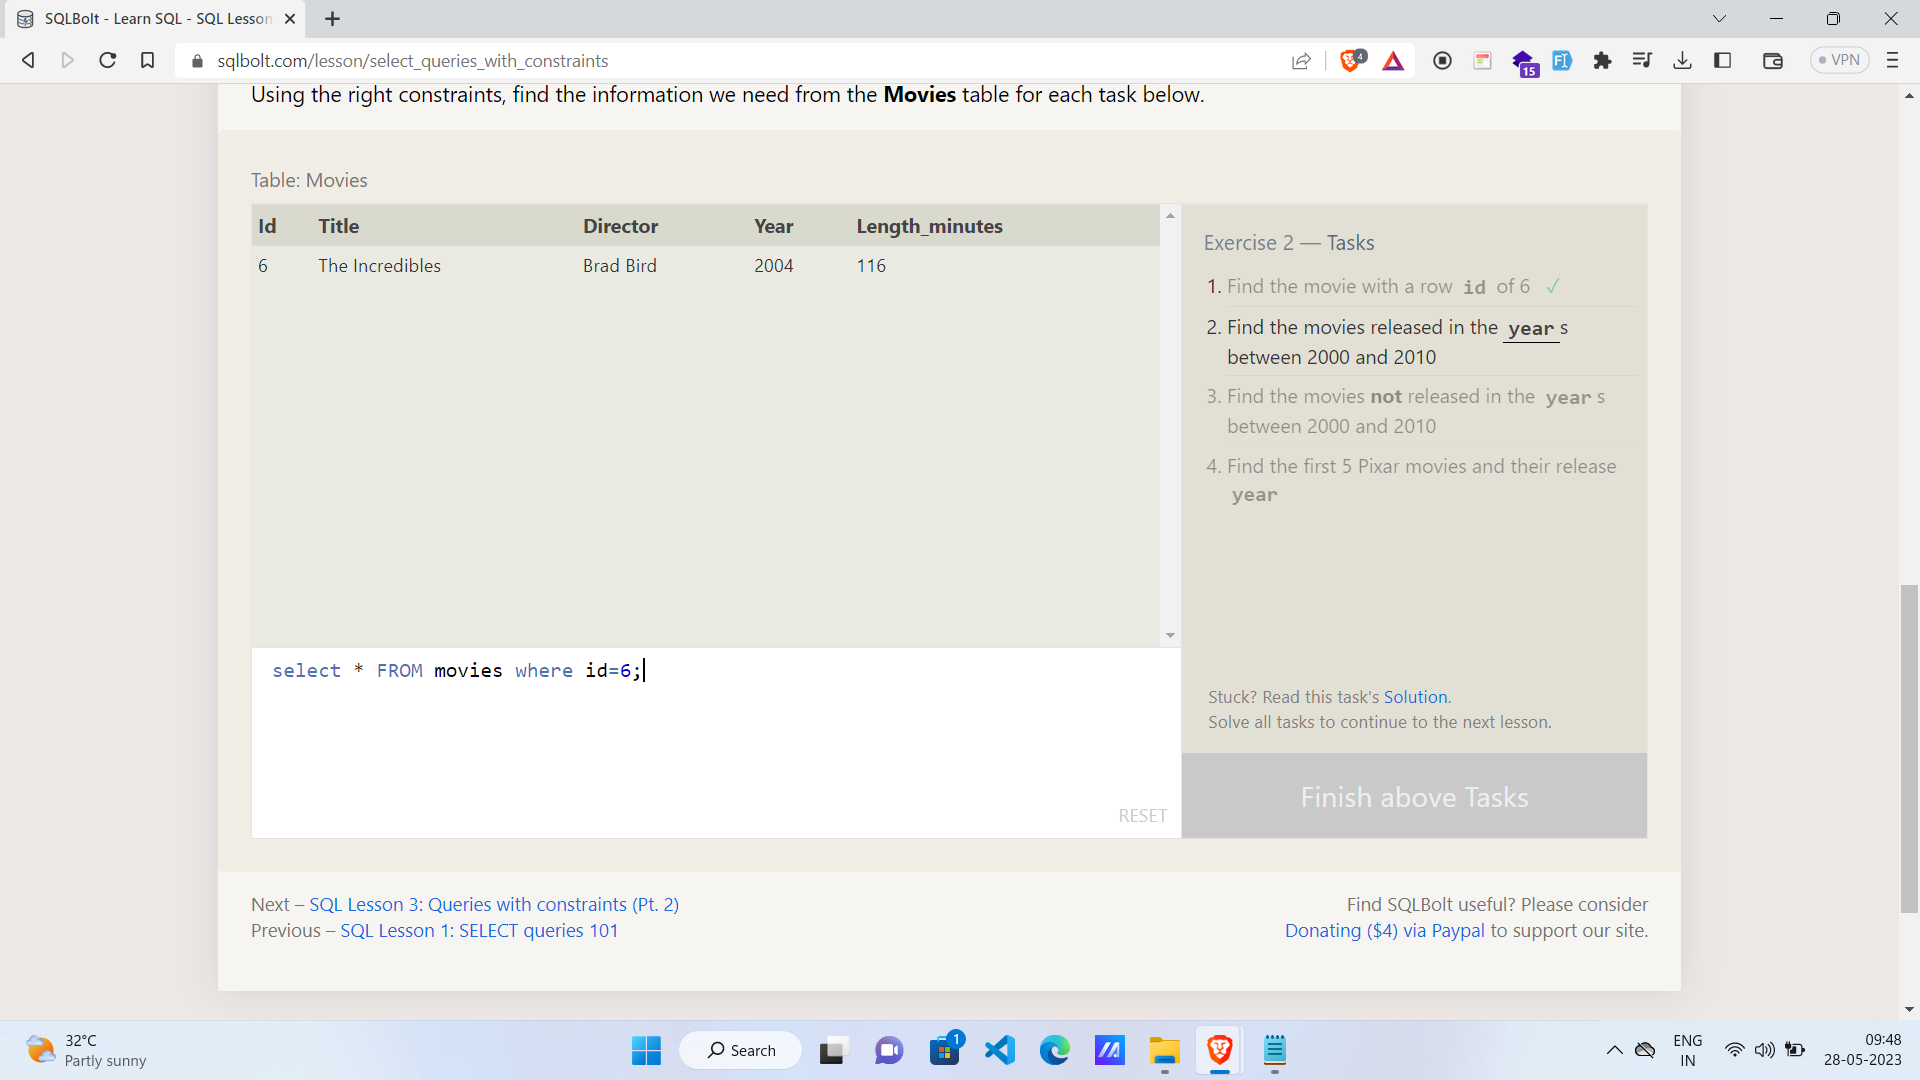 SQLBolt - Learn SQL - SQL Lesson
sqlbolt.com/lesson/select_queries_with_constraints
4
15
VPN
Using the right constraints, find the information we need from the Movies table for each task below.
Table: Movies
Id Title Director Year Length_minutes
6 The Incredibles Brad Bird 2004 116
Exercise 2 — Tasks
1. Find the movie with a row id of 6 ✓
2. Find the movies released in the year s
between 2000 and 2010
3. Find the movies not released in the year s
between 2000 and 2010
4. Find the first 5 Pixar movies and their release
year
select * FROM movies where id=6;
RESET
Stuck? Read this task's Solution.
Solve all tasks to continue to the next lesson.
Finish above Tasks
Next – SQL Lesson 3: Queries with constraints (Pt. 2)
Previous – SQL Lesson 1: SELECT queries 101
Find SQLBolt useful? Please consider
Donating ($4) via Paypal to support our site.
32°C
Partly sunny
Search
1
ENG
IN
09:48
28-05-2023